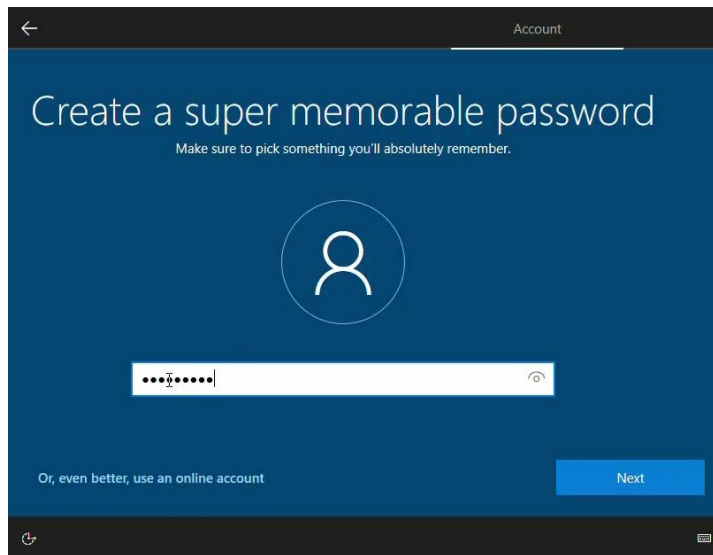 Account
Create a super memorable password
Make sure to pick something you'll absolutely remember.
Or, even better, use an online account
Next